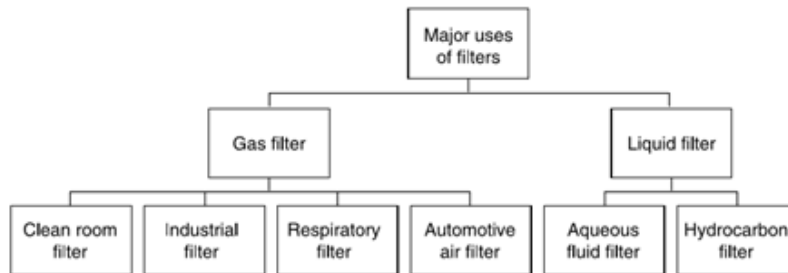 Major uses
of filters
Gas filter
Liquid filter
Clean room
filter
Industrial
filter
Respiratory
filter
Automotive
air filter
Aqueous
fluid filter
Hydrocarbon
filter